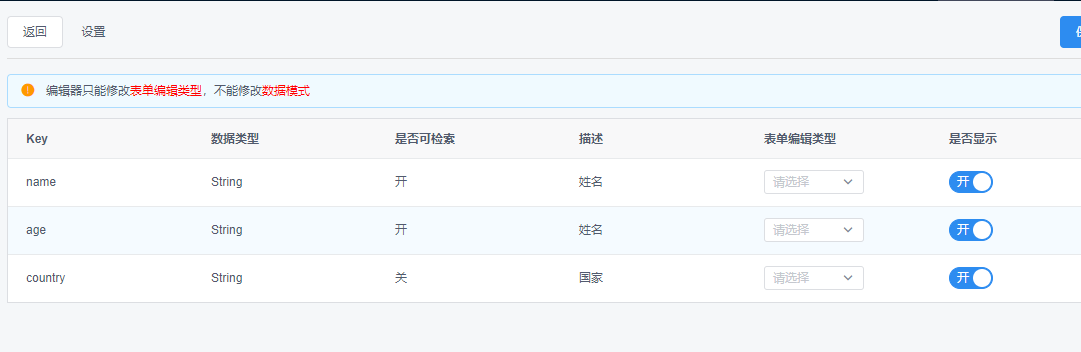 返回 设置
编辑器只能修改表单编辑类型，不能修改数据模式
Key 数据类型 是否可检索 描述 表单编辑类型 是否显示
name String 开 姓名 请选择 开
age String 开 姓名 请选择 开
country String 关 国家 请选择 开